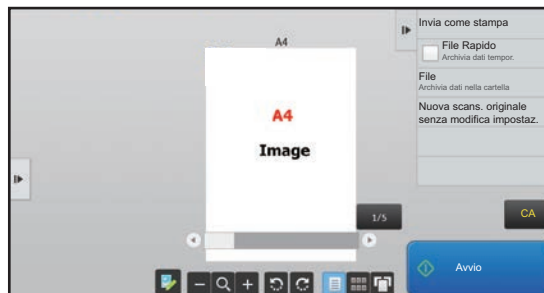 A4
A4
Image
1/5
Invia come stampa
File Rapido
Archivia dati tempor.
File
Archivia dati nella cartella
Nuova scans. originale
senza modifica impostaz.
CA
Avvio